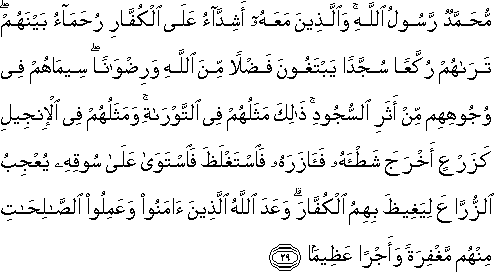 مُّحَمَّدٌ رَّسُولُ ٱللَّهِ ۚ وَٱلَّذِينَ مَعَهُۥٓ أَشِدَّآءُ عَلَى ٱلْكُفَّارِ رُحَمَآءُ بَيْنَهُمْ ۖ
تَرَىٰهُمْ رُكَّعًا سُجَّدًا يَبْتَغُونَ فَضْلًا مِّنَ ٱللَّهِ وَرِضْوَٰنًا ۖ سِيمَاهُمْ فِى
وُجُوهِهِم مِّنْ أَثَرِ ٱلسُّجُودِ ۚ ذَٰلِكَ مَثَلُهُمْ فِى ٱلتَّوْرَىٰةِ ۚ وَمَثَلُهُمْ فِى ٱلْإِنجِيلِ
كَزَرْعٍ أَخْرَجَ شَطْـَٔهُۥ فَـَٔازَرَهُۥ فَٱسْتَغْلَظَ فَٱسْتَوَىٰ عَلَىٰ سُوقِهِۦ يُعْجِبُ
ٱلزُّرَّاعَ لِيَغِيظَ بِهِمُ ٱلْكُفَّارَ ۗ وَعَدَ ٱللَّهُ ٱلَّذِينَ ءَامَنُوا۟ وَعَمِلُوا۟ ٱلصَّٰلِحَٰتِ
مِنْهُم مَّغْفِرَةً وَأَجْرًا عَظِيمًۢا ٢٩